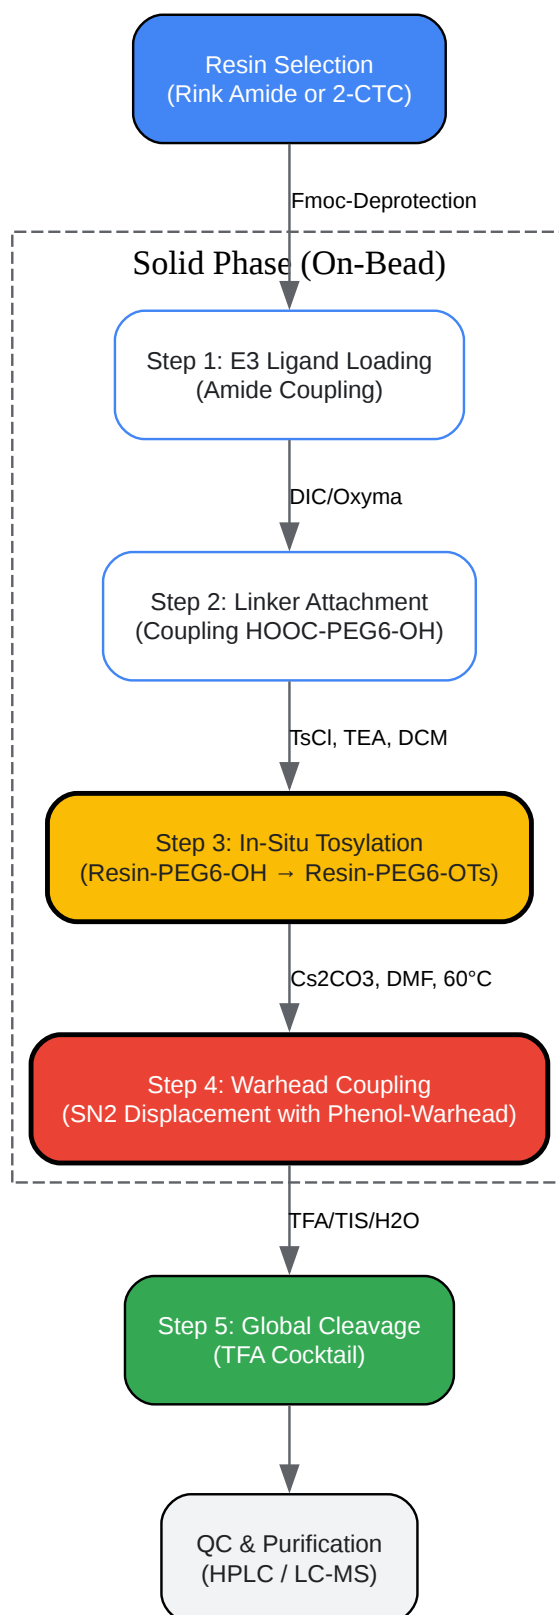 Resin Selection
(Rink Amide or 2-CTC)
Fmoc-Deprotection
Solid Phase (On-Bead)
Step 1: E3 Ligand Loading
(Amide Coupling)
DIC/Oxyma
Step 2: Linker Attachment
(Coupling HOOC-PEG6-OH)
TsCl, TEA, DCM
Step 3: In-Situ Tosylation
(Resin-PEG6-OH → Resin-PEG6-OTs)
Cs2CO3, DMF, 60°C
Step 4: Warhead Coupling
(SN2 Displacement with Phenol-Warhead)
TFA/TIS/H2O
Step 5: Global Cleavage
(TFA Cocktail)
QC & Purification
(HPLC / LC-MS)